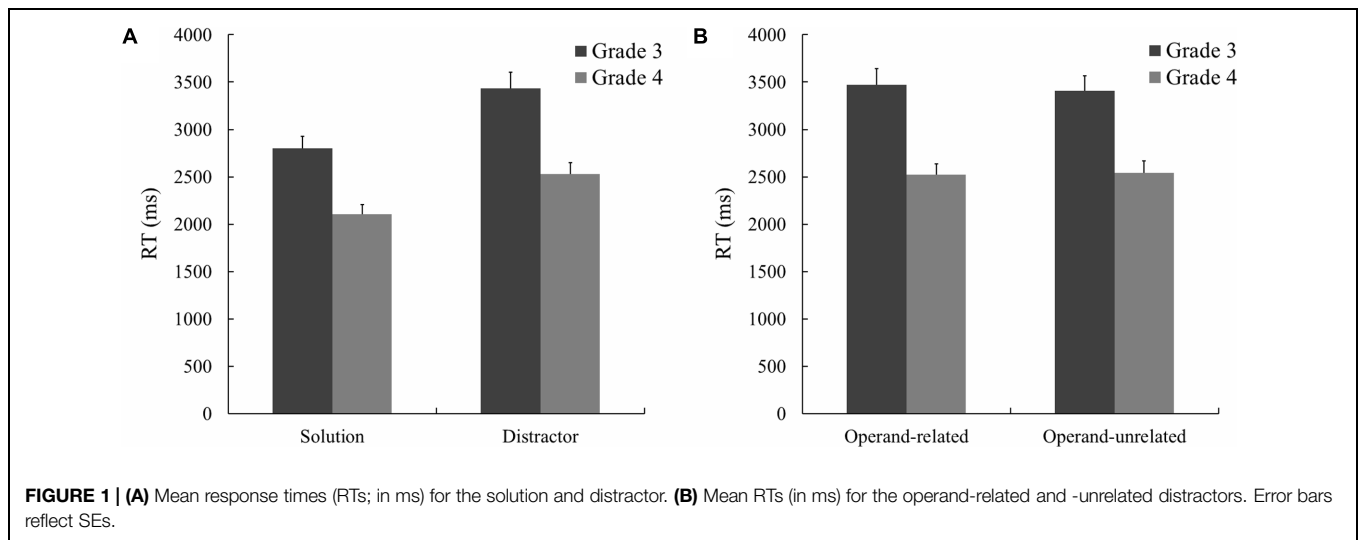 A
4000
3500
3000
2500
2000
1500
1000
500
0
RT (ms)
Grade 3
Grade 4
Solution
Distractor
B
4000
3500
3000
2500
2000
1500
1000
500
0
RT (ms)
Grade 3
Grade 4
Operand-related
Operand-unrelated
FIGURE 1 | (A) Mean response times (RTs; in ms) for the solution and distractor. (B) Mean RTs (in ms) for the operand-related and -unrelated distractors. Error bars
reflect SEs.